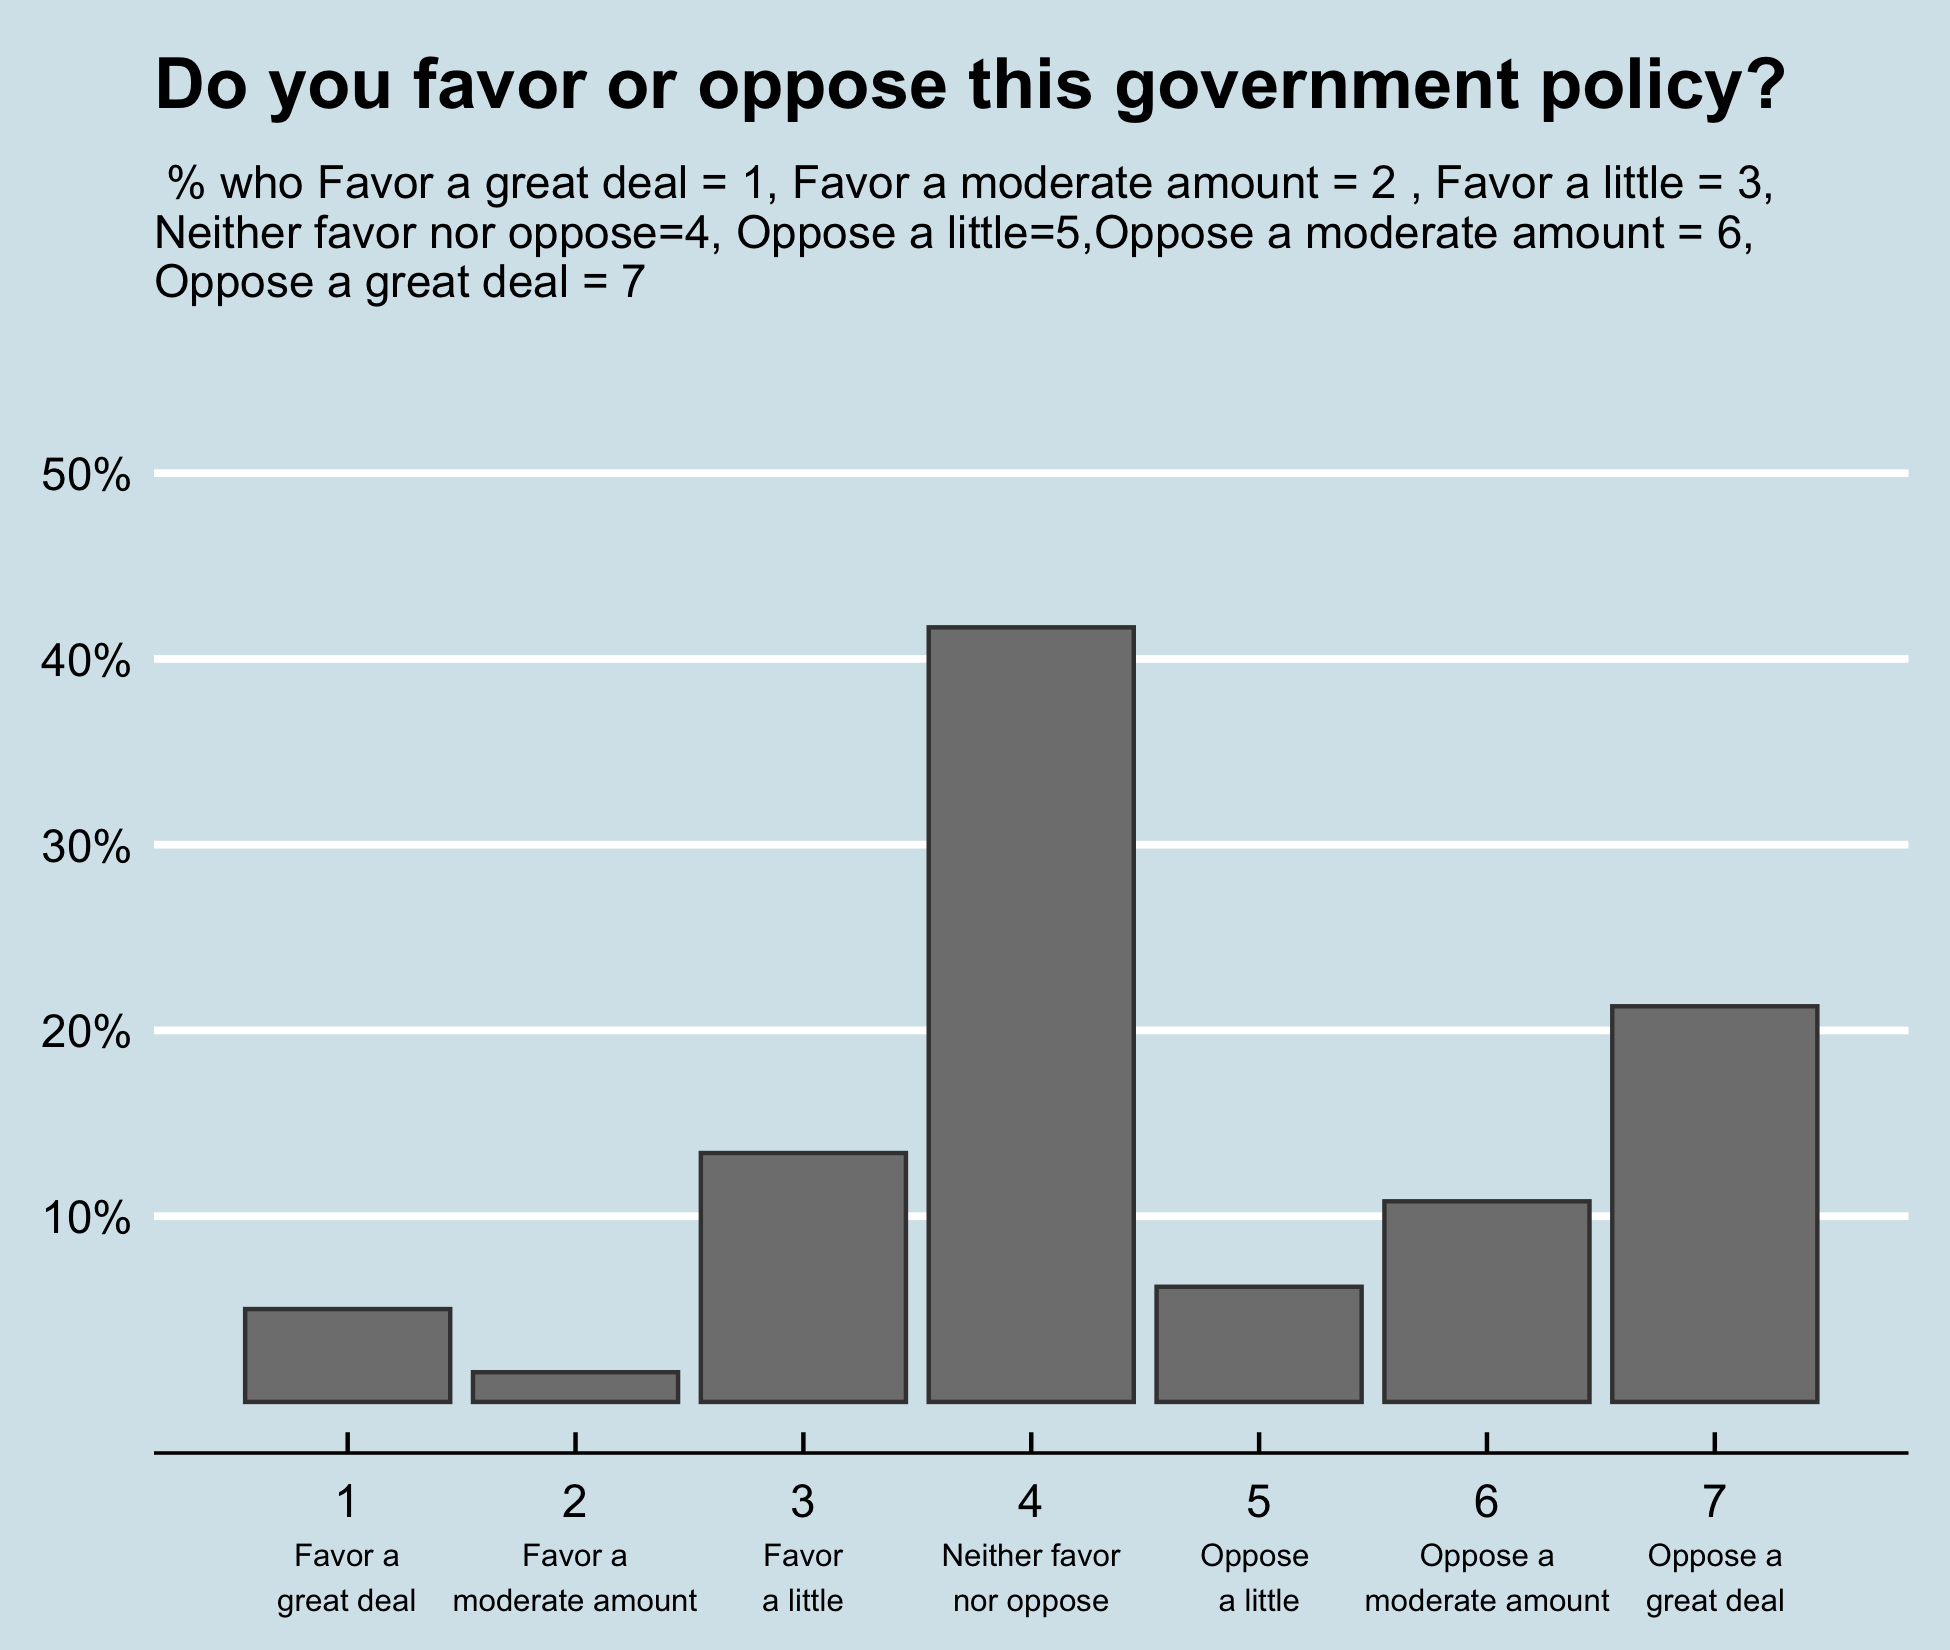 Do you favor or oppose this government policy?
% who Favor a great deal = 1, Favor a moderate amount = 2 , Favor a little = 3,
Neither favor nor oppose=4, Oppose a little=5,Oppose a moderate amount = 6,
Oppose a great deal = 7
50%
40%
30%
20%
10%
1 2 3 4 5 6 7
Favor a Favor a Favor Neither favor Oppose Oppose a Oppose a
great deal moderate amount a little nor oppose a little moderate amount great deal